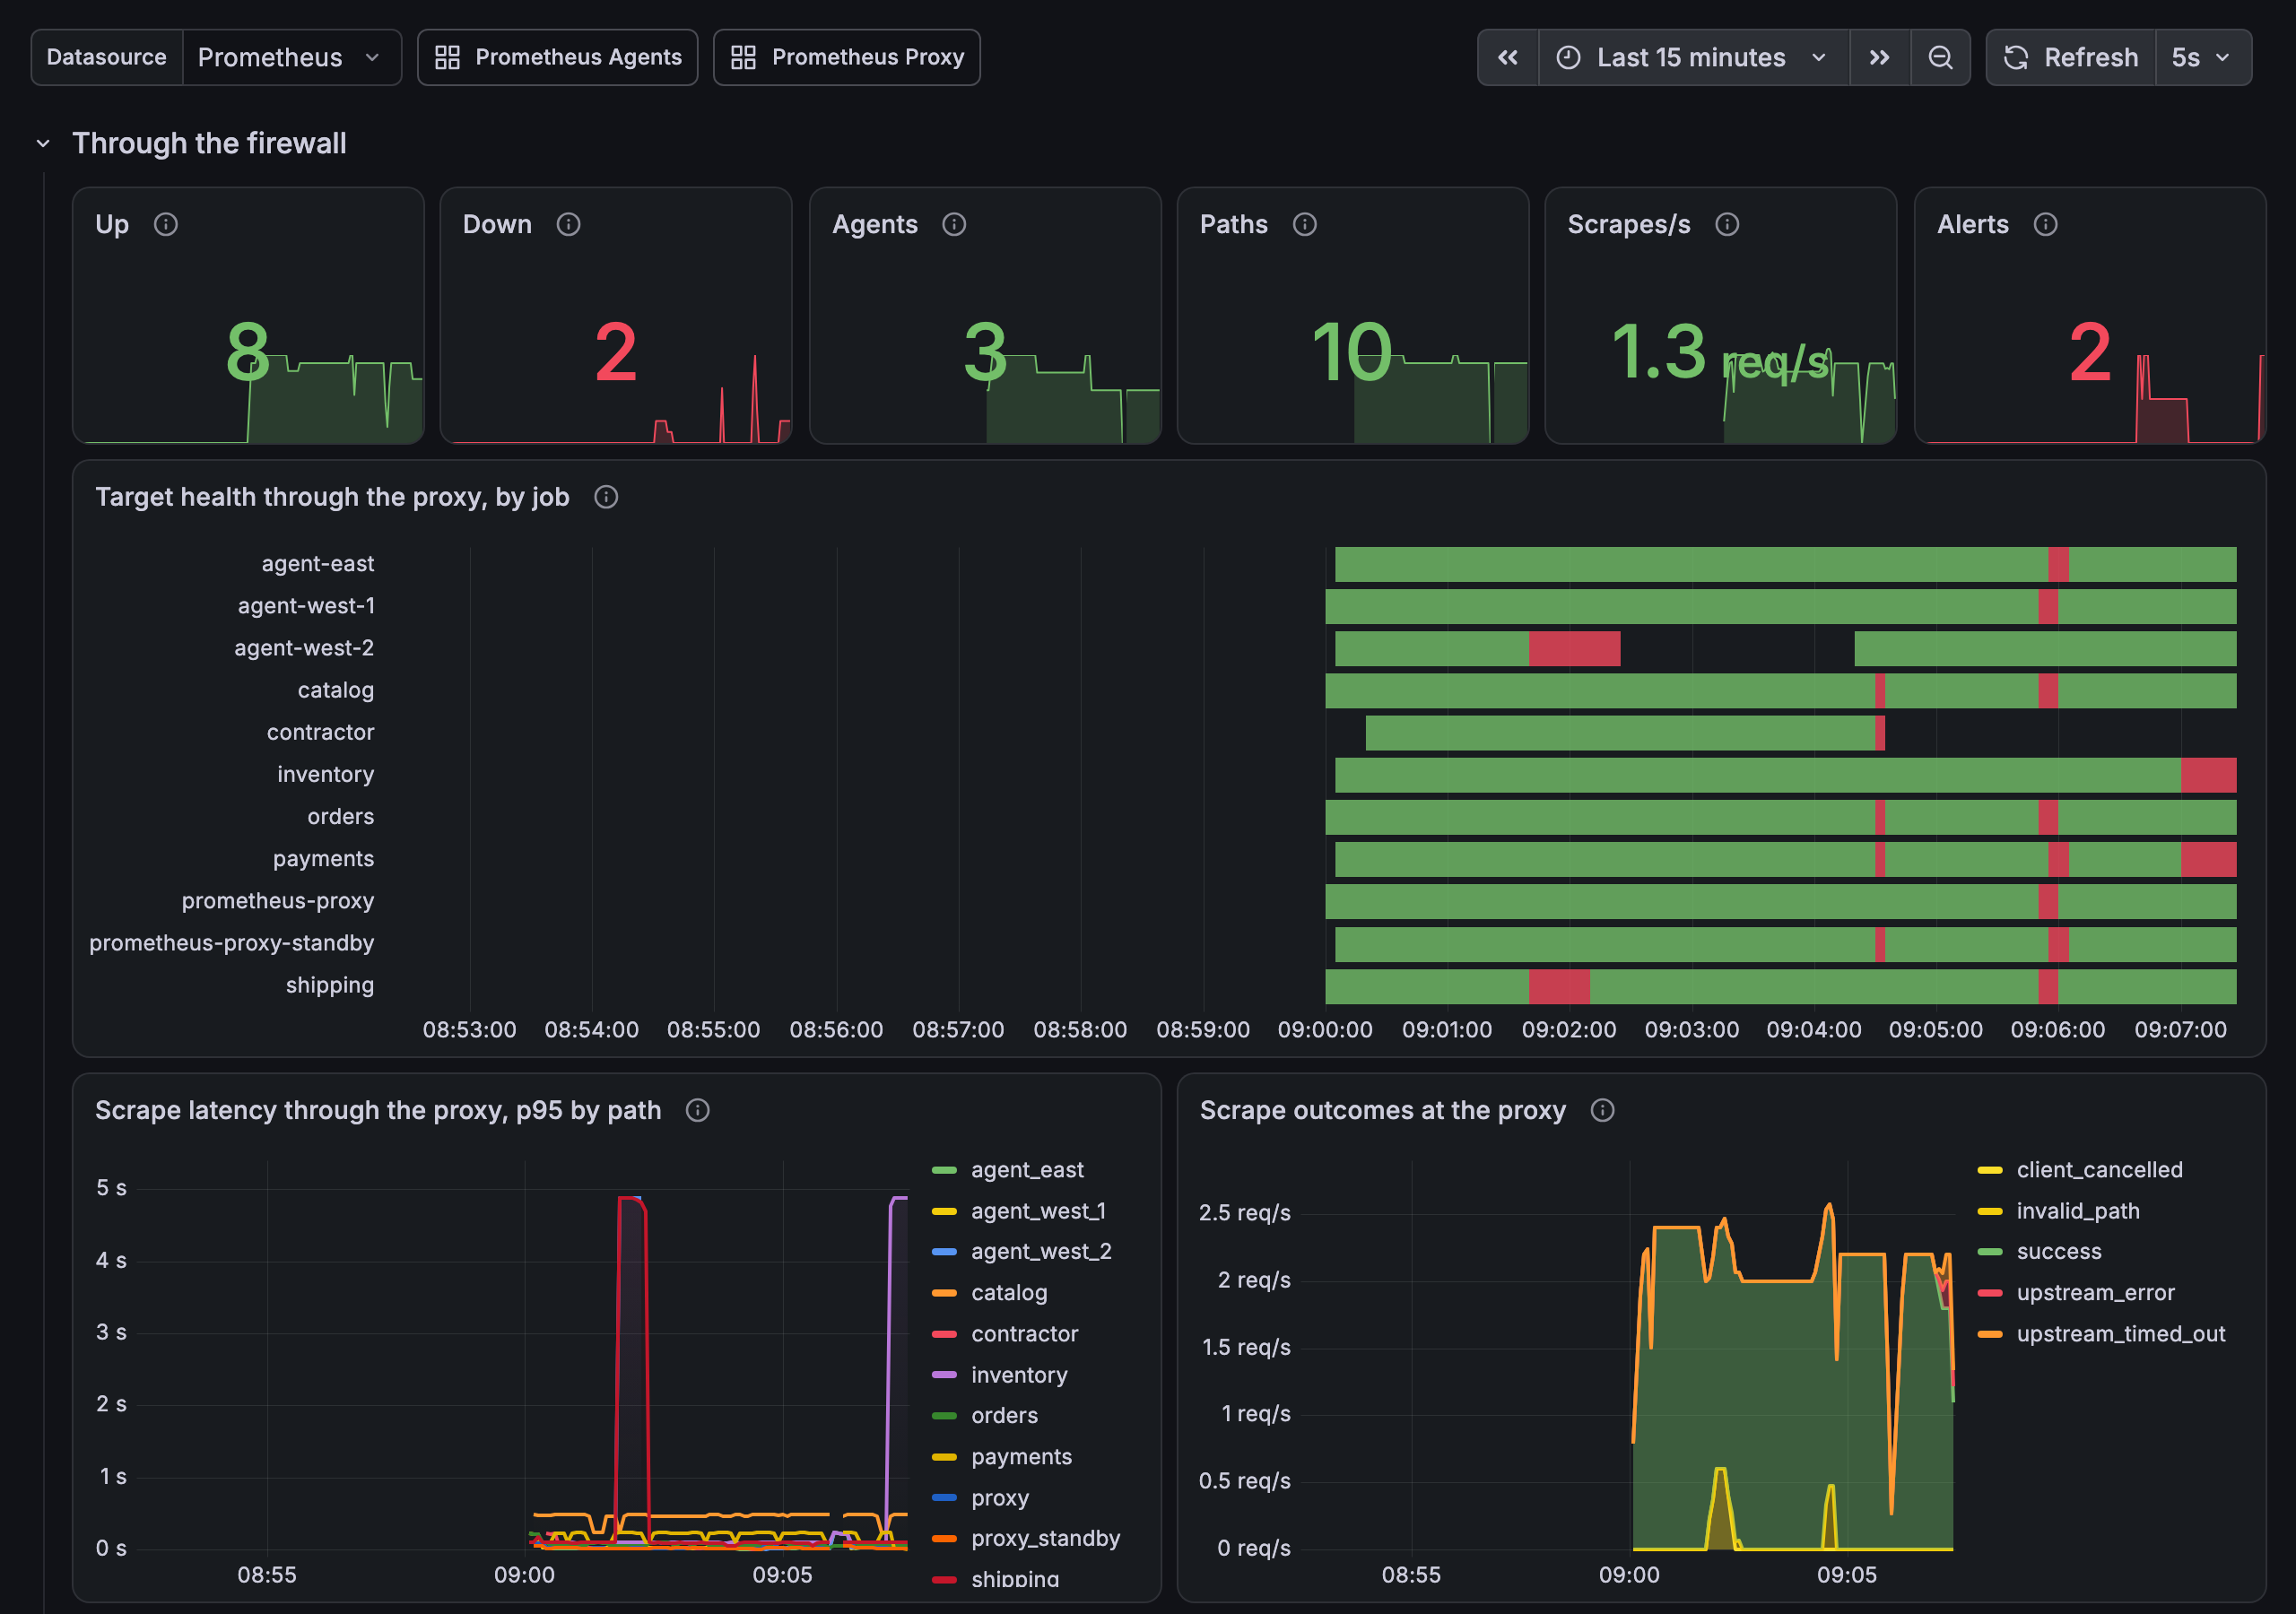 Datasource Prometheus Prometheus Agents Prometheus Proxy Last 15 minutes Refresh 5s
Through the firewall
Up Down Agents Paths Scrapes/s Alerts
8 2 3 10 1.3 req/s 2
Target health through the proxy, by job
agent-east
agent-west-1
agent-west-2
catalog
contractor
inventory
orders
payments
prometheus-proxy
prometheus-proxy-standby
shipping
08:53:00 08:54:00 08:55:00 08:56:00 08:57:00 08:58:00 08:59:00 09:00:00 09:01:00 09:02:00 09:03:00 09:04:00 09:05:00 09:06:00 09:07:00
Scrape latency through the proxy, p95 by path
5 s
4 s
3 s
2 s
1 s
0 s
08:55 09:00 09:05
agent_east
agent_west_1
agent_west_2
catalog
contractor
inventory
orders
payments
proxy
proxy_standby
shipping
Scrape outcomes at the proxy
2.5 req/s
2 req/s
1.5 req/s
1 req/s
0.5 req/s
0 req/s
08:55 09:00 09:05
client_cancelled
invalid_path
success
upstream_error
upstream_timed_out